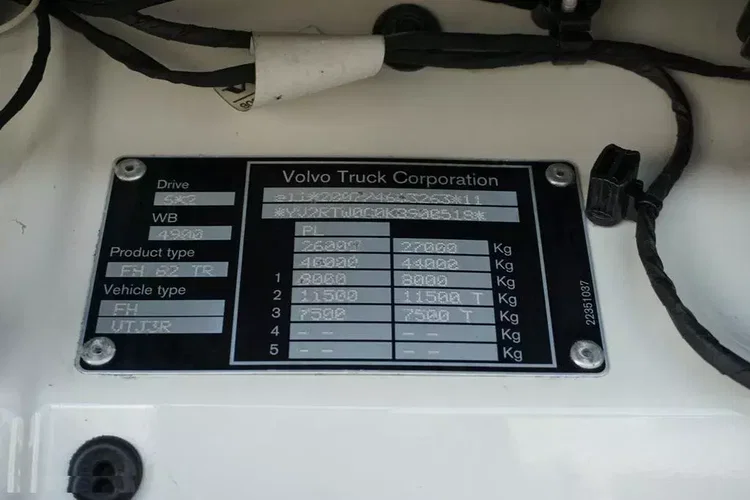 Volvo Truck Corporation
Drive
6*2
WB
4900
Product type
FH 62 TR
Vehicle type
FH
VTJ3R
PL
26000 27000 Kg
40000 44000 Kg
1 8000 8000 Kg
2 11500 11500 T Kg
3 7500 7500 T Kg
4 -- -- Kg
5 -- -- Kg
22351037